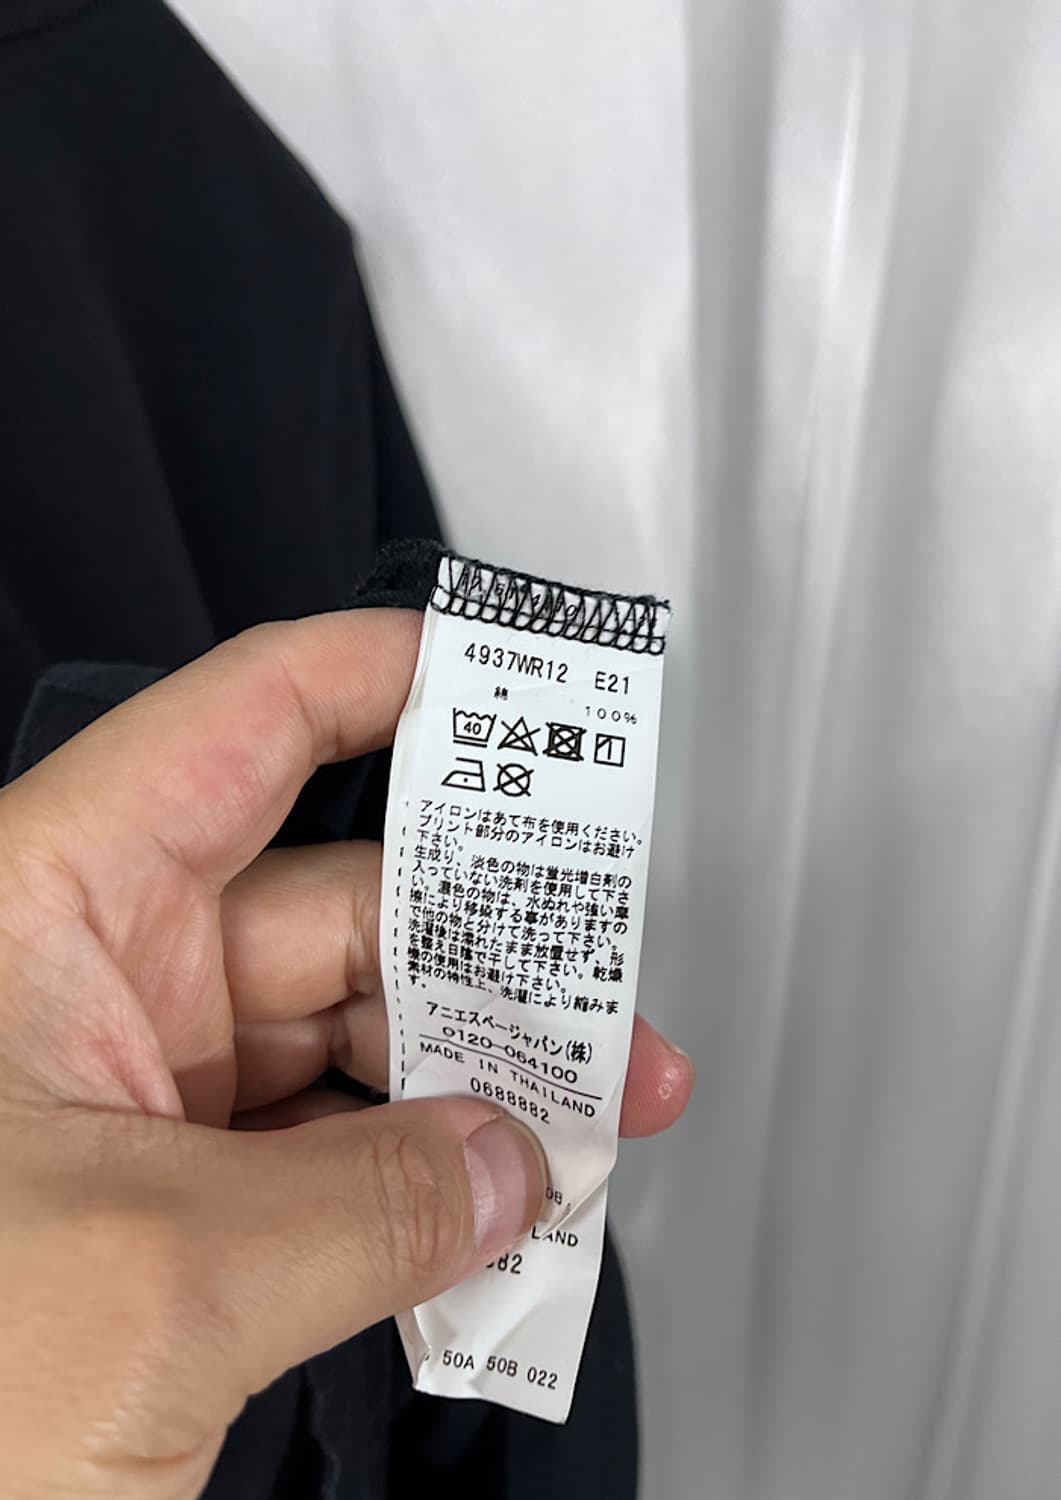 4937WR12 E21
綿 100%
40
アイロンはあて布を使用ください。
プリント部分のアイロンはお避け
下さい。
生成り、淡色の物は蛍光増白剤の
入っていない洗剤を使用して下さ
い。濃色の物は、水ぬれや強い摩
擦により移染する事がありますの
で他の物と分けて洗って下さい。
洗濯後は濡れたまま放置せず、形
を整え日陰で干して下さい。乾燥
機の使用はお避け下さい。
素材の特性上、洗濯により縮みま
す。
アニエスベージャパン(株)
0120-064100
MADE IN THAILAND
0688882
0B
LAND
82
50A 50B 022